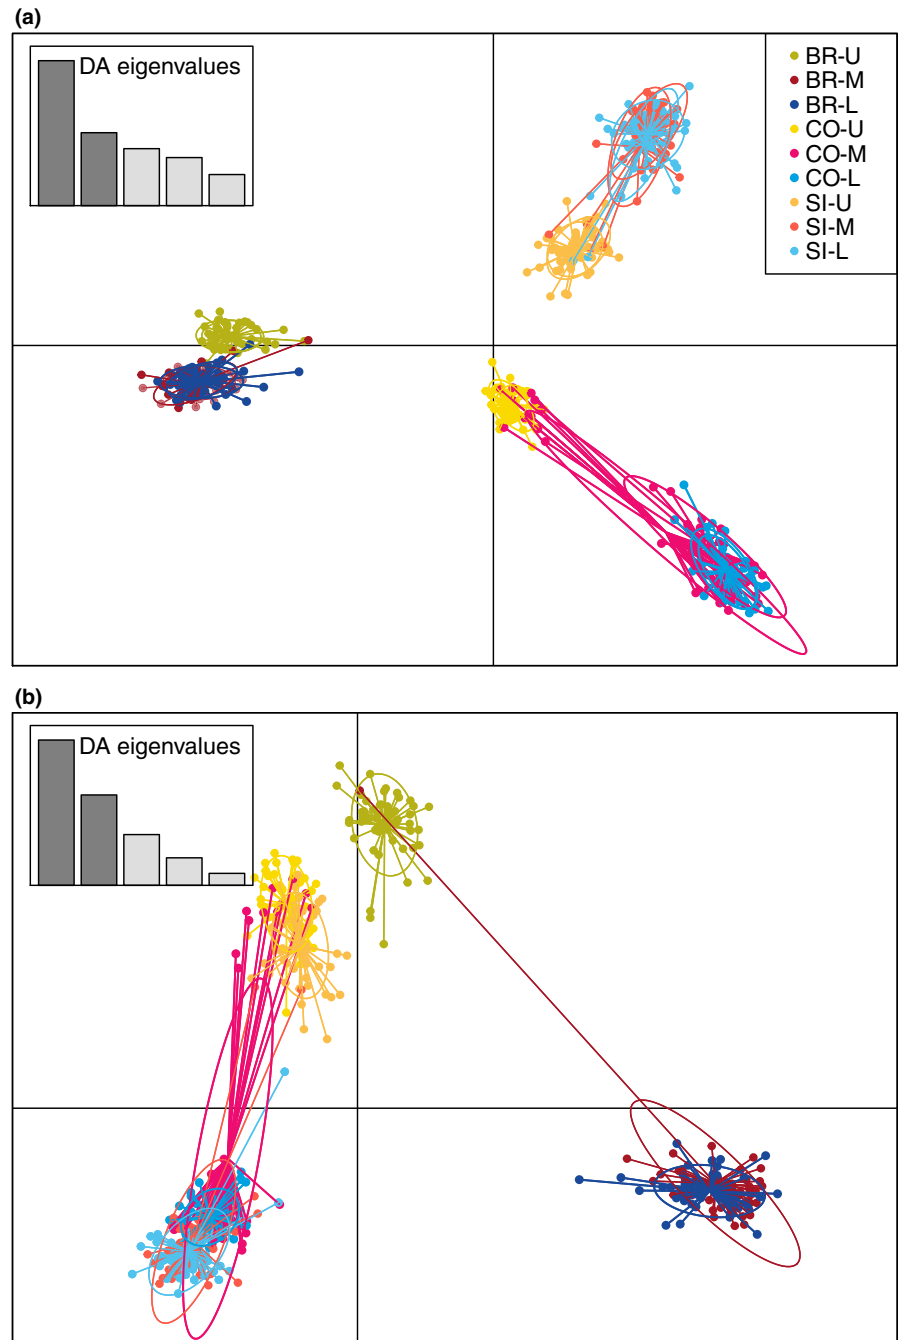 (a)
DA eigenvalues
BR-U
BR-M
BR-L
CO-U
CO-M
CO-L
SI-U
SI-M
SI-L
(b)
DA eigenvalues